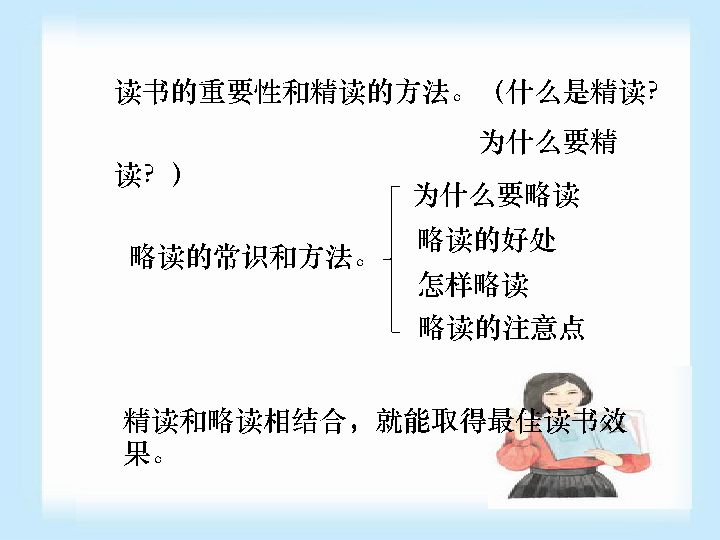 读书的重要性和精读的方法。（什么是精读？
为什么要精
读？）
为什么要略读
略读的好处
略读的常识和方法。
怎样略读
略读的注意点
精读和略读相结合，就能取得最佳读书效
果。